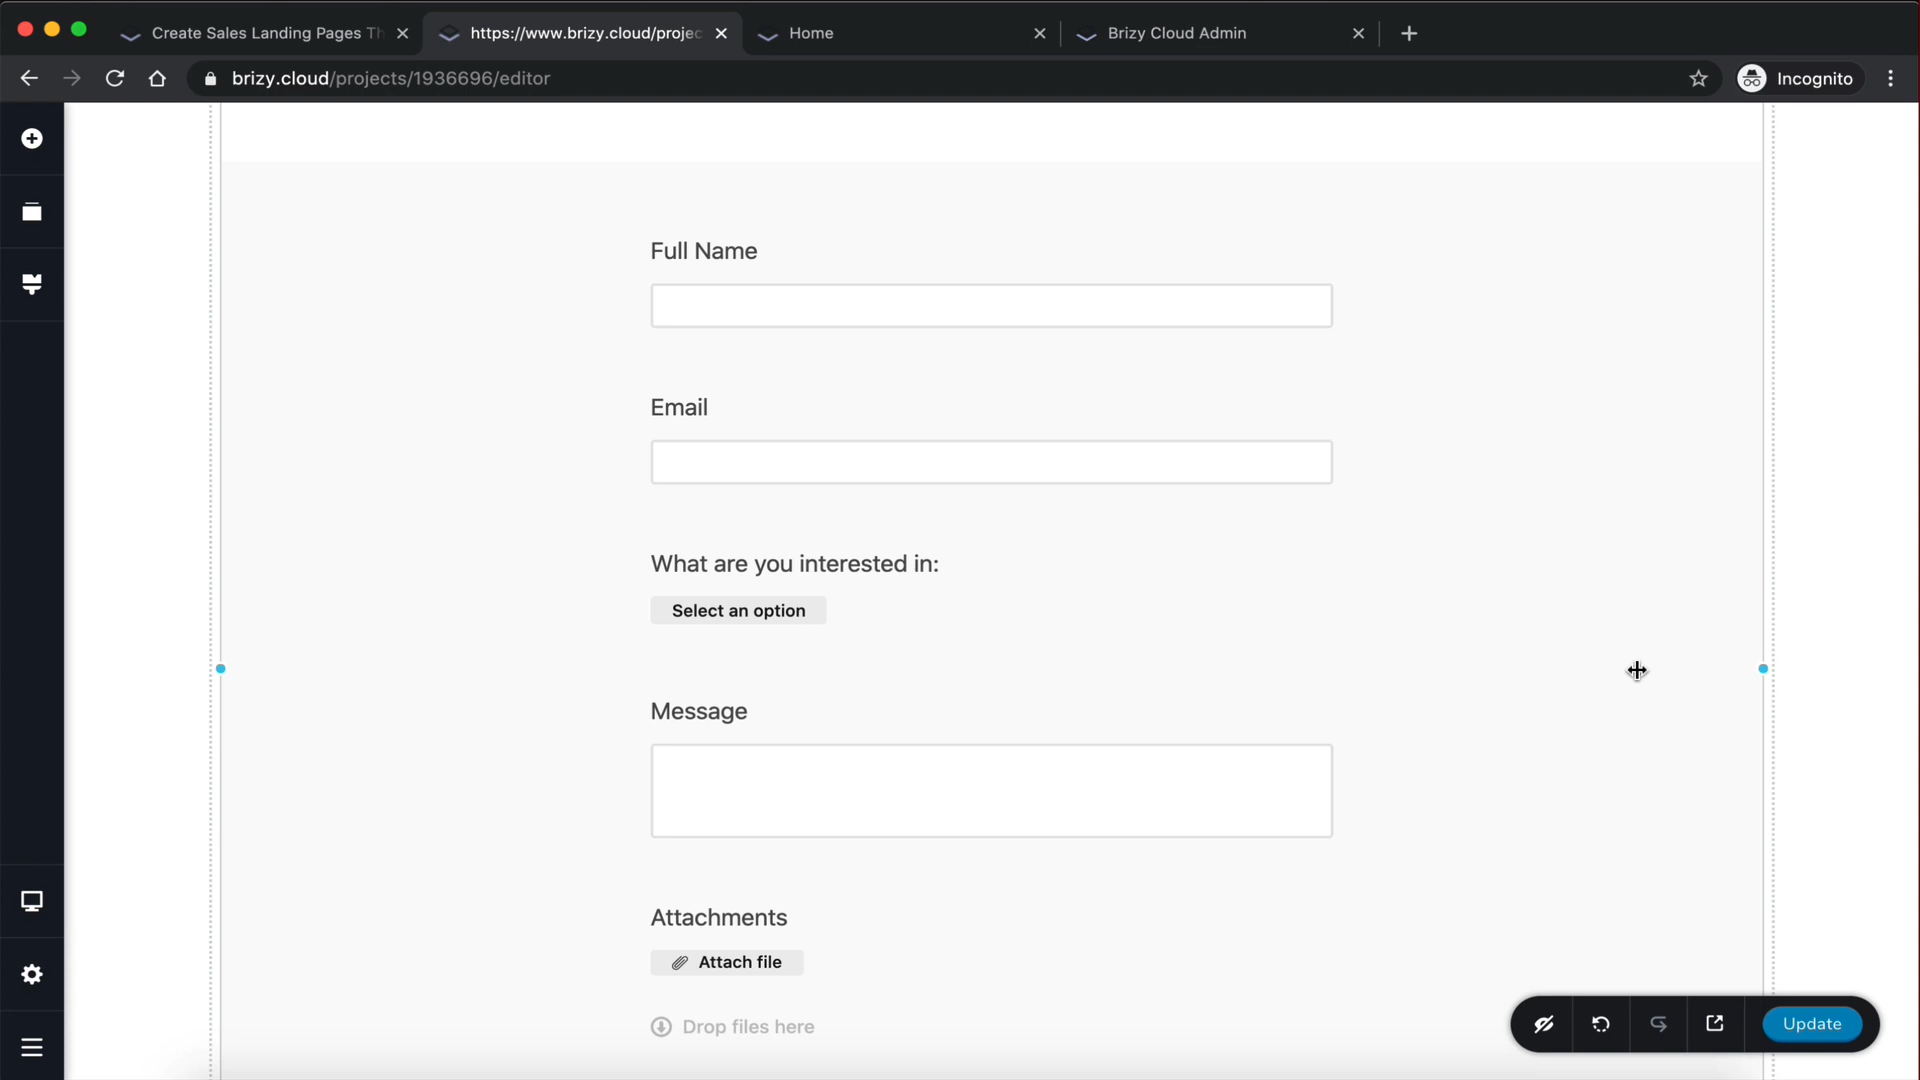 Create Sales Landing Pages Th
https://www.brizy.cloud/projec
Home
Brizy Cloud Admin
brizy.cloud/projects/1936696/editor
Incognito
Full Name
Email
What are you interested in:
Select an option
Message
Attachments
Attach file
Drop files here
Update